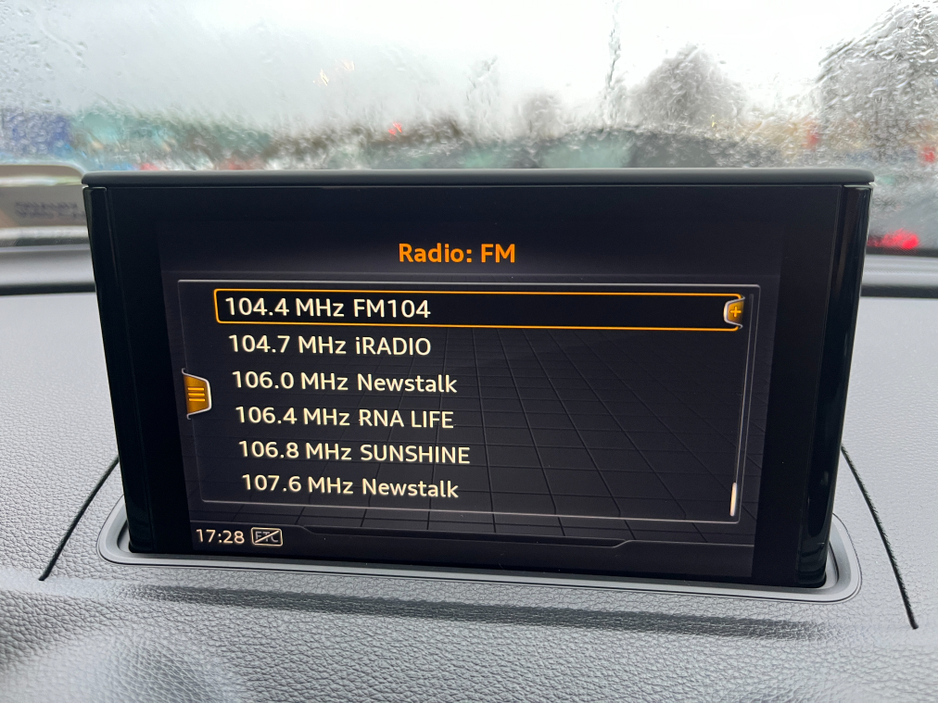 Radio: FM
104.4 MHz FM104
104.7 MHz iRADIO
106.0 MHz Newstalk
106.4 MHz RNA LIFE
106.8 MHz SUNSHINE
107.6 MHz Newstalk
17:28 ETC